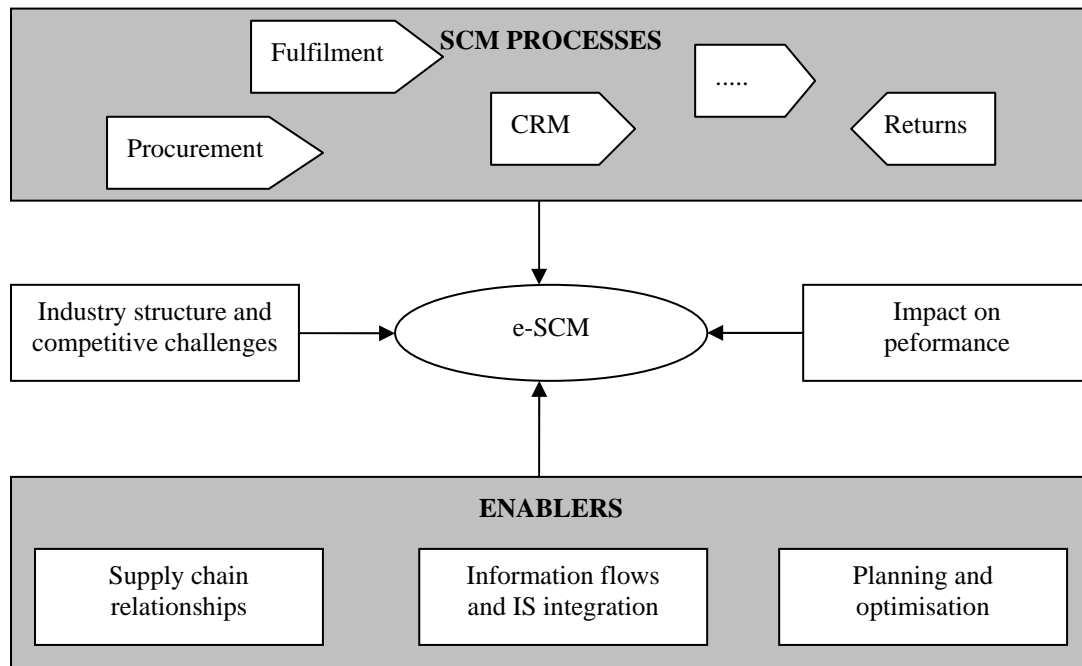 SCM PROCESSES
Fulfilment
.....
CRM
Returns
Procurement
Industry structure and
competitive challenges
e-SCM
Impact on
peformance
ENABLERS
Supply chain
relationships
Information flows
and IS integration
Planning and
optimisation